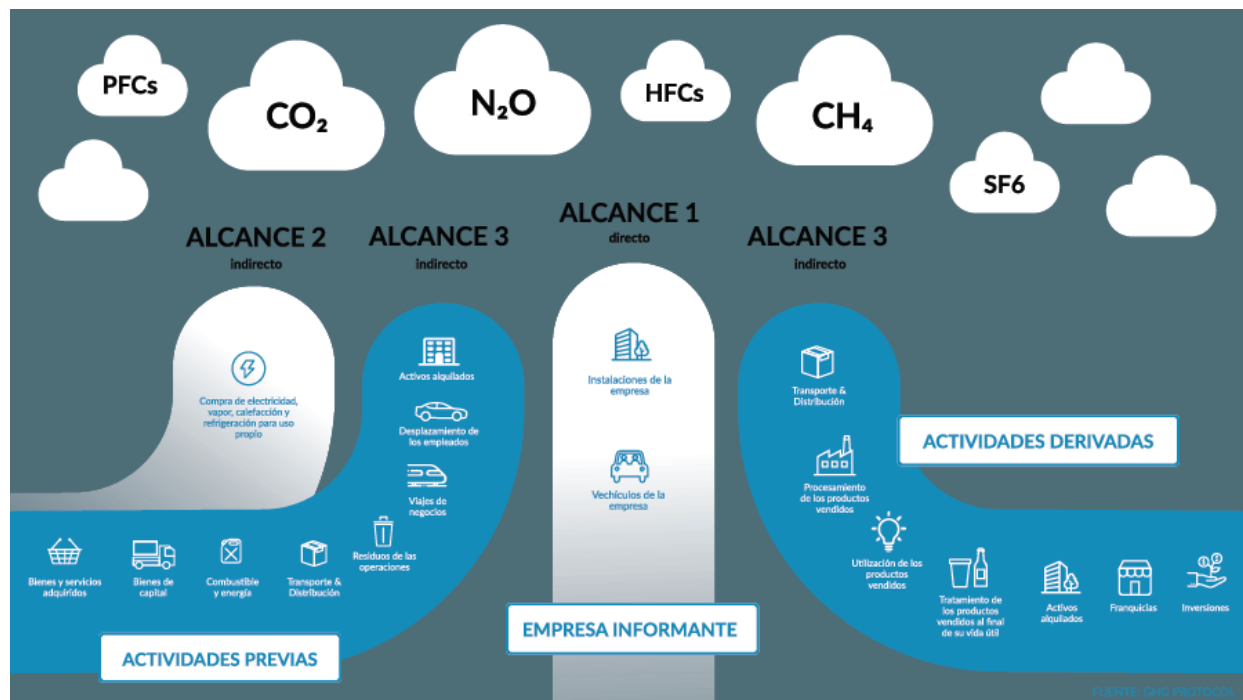 PFCs
CO₂
N₂O
HFCs
CH₄
SF6
ALCANCE 2
indirecto
ALCANCE 3
indirecto
ALCANCE 1
directo
ALCANCE 3
indirecto
Compra de electricidad,
vapor, calefacción y
refrigeración para uso
propio
Activos alquilados
Desplazamiento de
los empleados
Viajes de
negocios
Residuos de las
operaciones
Bienes y servicios
adquiridos
Bienes de
capital
Combustible
y energía
Transporte &
Distribución
ACTIVIDADES PREVIAS
Instalaciones de la
empresa
Vechículos de la
empresa
EMPRESA INFORMANTE
Transporte &
Distribución
Procesamiento
de los productos
vendidos
Utilización de los
productos
vendidos
Tratamiento de
los productos
vendidos al final
de su vida útil
Activos
alquilados
Franquicias
Inversiones
ACTIVIDADES DERIVADAS
FUENTE: GHG PROTOCOL